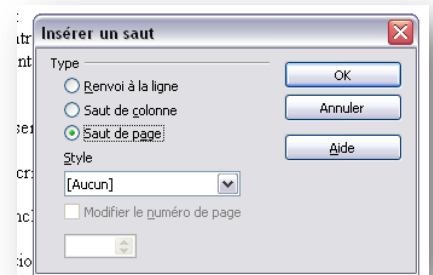 Insérer un saut
Type
Renvoi à la ligne
Saut de colonne
Saut de page
Style
[Aucun]
Modifier le numéro de page
OK
Annuler
Aide